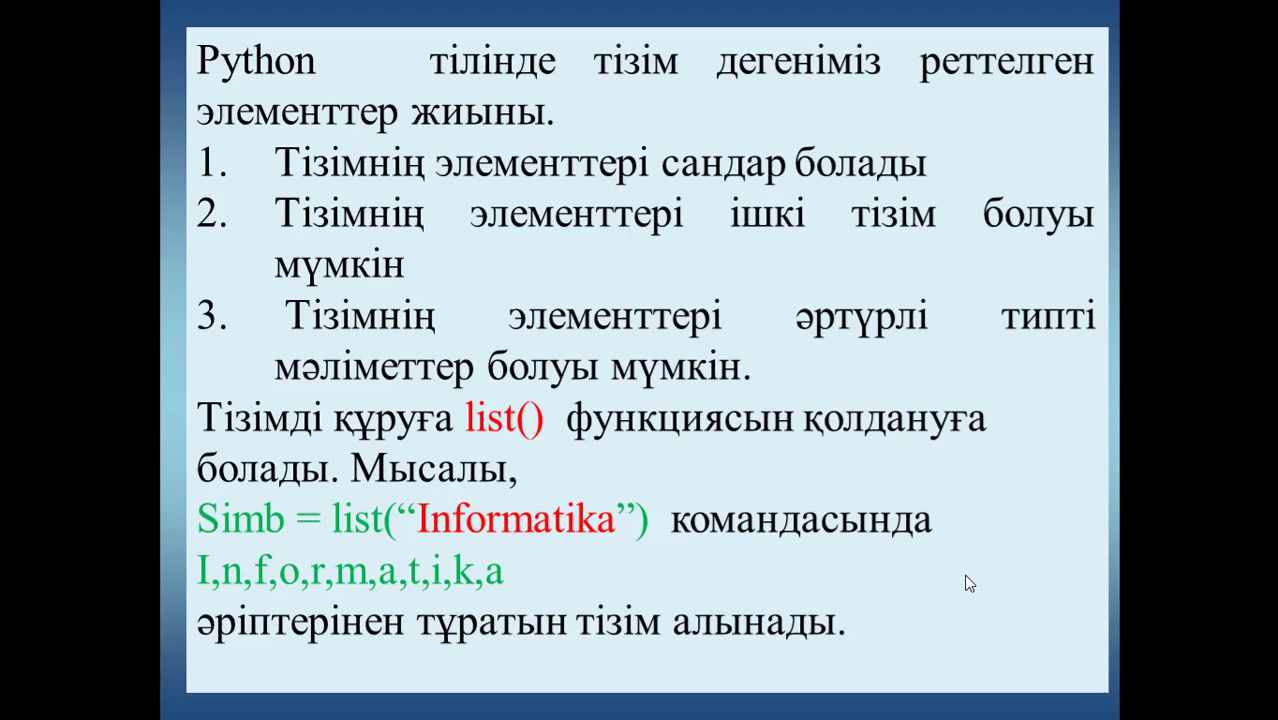 Python тілінде тізім дегеніміз реттелген
элементтер жиыны.
1. Тізімнің элементтері сандар болады
2. Тізімнің элементтері ішкі тізім болуы
мүмкін
3. Тізімнің элементтері әртүрлі типті
мәліметтер болуы мүмкін.
Тізімді құруға list() функциясын қолдануға
болады. Мысалы,
Simb = list(“Informatika”) командасында
I,n,f,o,r,m,a,t,i,k,a
әріптерінен тұратын тізім алынады.